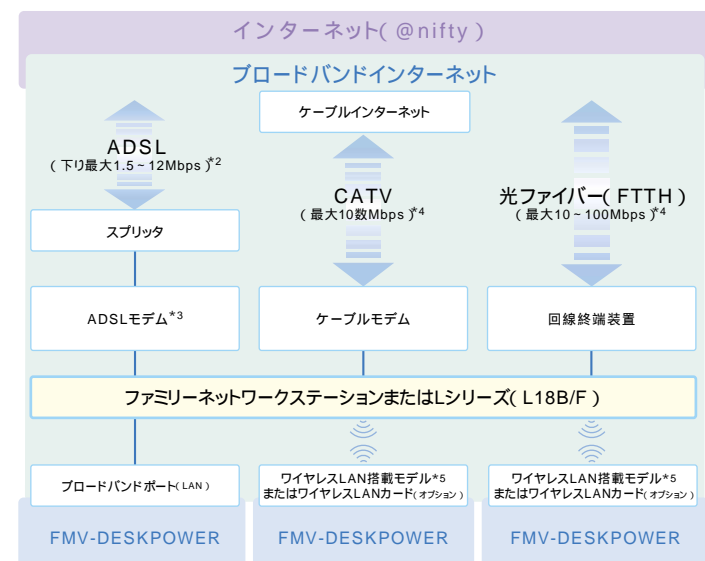 インターネット(@nifty)
ブロードバンドインターネット
ADSL
(下り最大1.5~12Mbps)*2
スプリッタ
ADSLモデム*3
ケーブルインターネット
CATV
(最大10数Mbps)*4
ケーブルモデム
光ファイバー(FTTH)
(最大10~100Mbps)*4
回線終端装置
ファミリーネットワークステーションまたはLシリーズ(L18B/F)
ブロードバンドポート(LAN)
ワイヤレスLAN搭載モデル*5
またはワイヤレスLANカード(オプション)
ワイヤレスLAN搭載モデル*5
またはワイヤレスLANカード(オプション)
FMV-DESKPOWER
FMV-DESKPOWER
FMV-DESKPOWER